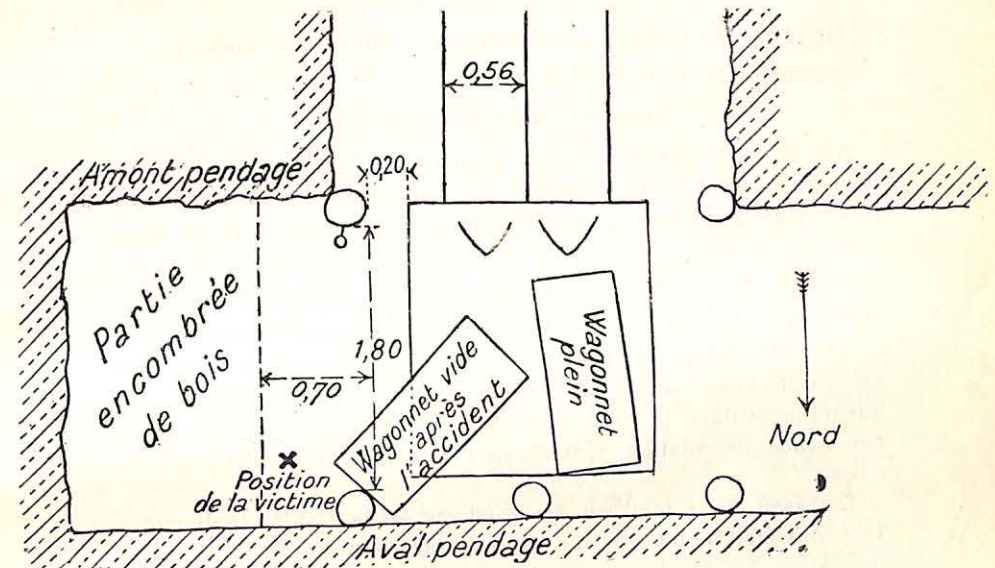 0,56
Amont pendage
0,20
Partie
encombrée
de bois
1,80
0,70
Wagonnet vide
après
l'accident
Wagonnet
plein
Nord
Position
de la victime
Aval pendage